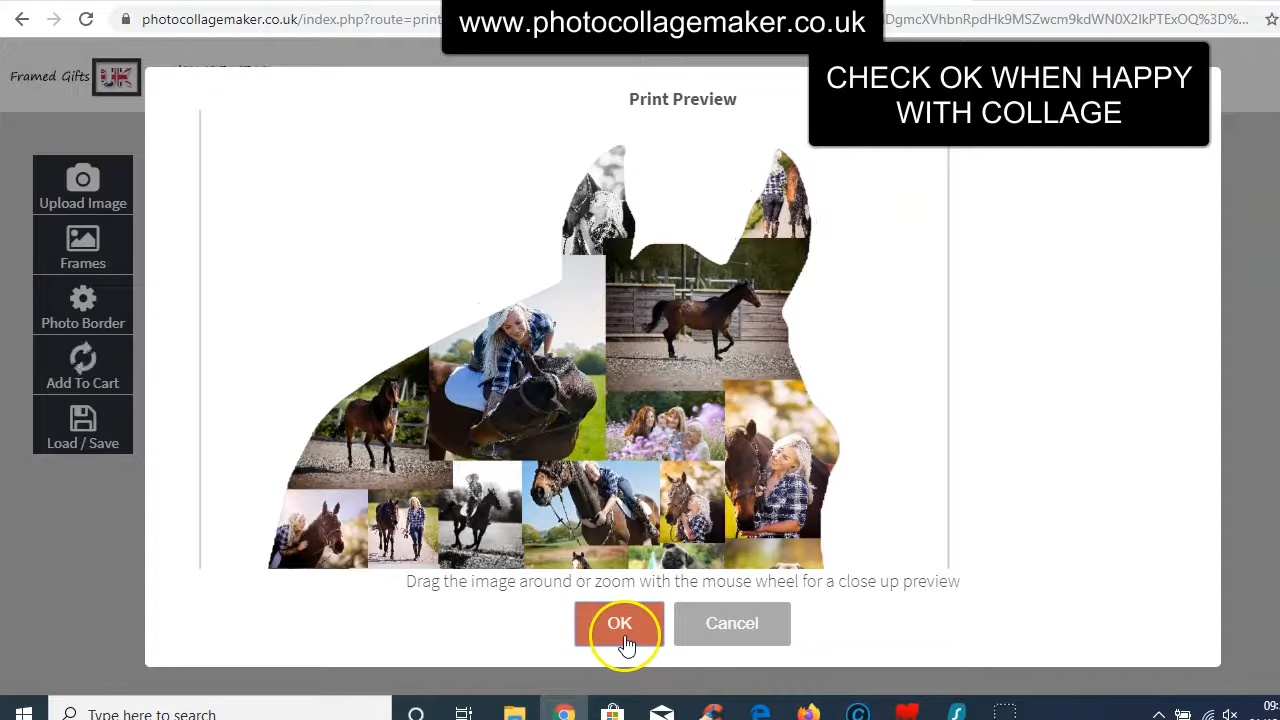 www.photocollagemaker.co.uk
photocollagemaker.co.uk/index.php?route=print
DgmcXVhbnRpdHk9MSZwcm9kdWN0X2lkPTExOQ%3D%...
CHECK OK WHEN HAPPY
WITH COLLAGE
Framed Gifts UK
Print Preview
Upload Image
Frames
Photo Border
Add To Cart
Load / Save
Drag the image around or zoom with the mouse wheel for a close up preview
OK
Cancel
Type here to search
09: